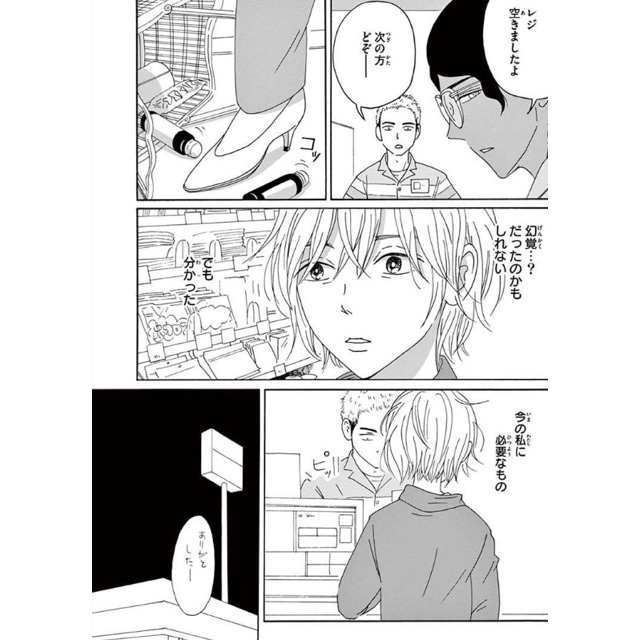 レジ
空きましたよ
次の方
どぞ──
コッ
幻覚…?
だったのかも
しれない
でも
分かった
今の私に
必要なもの
ピッ
ありがと
した──